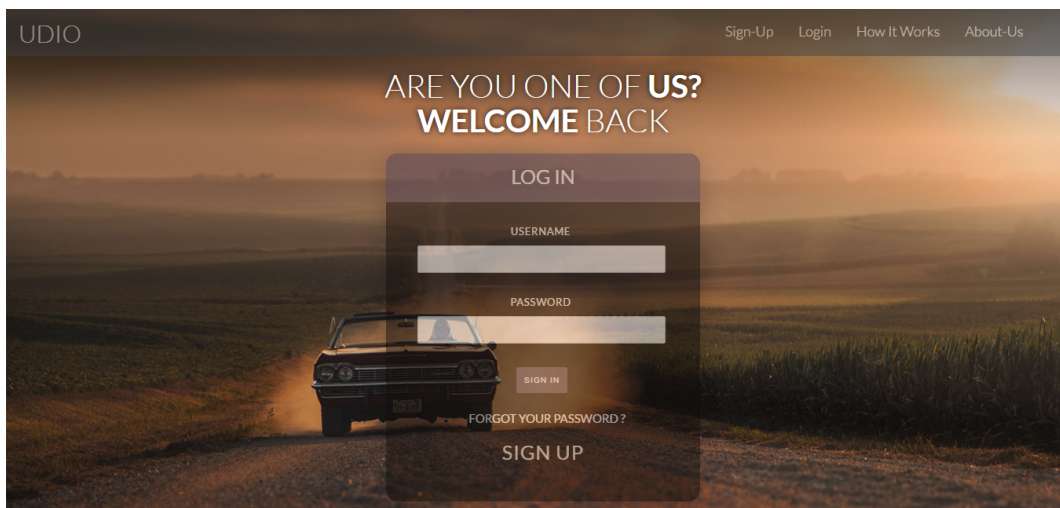 UDIO
Sign-Up Login How It Works About-Us
ARE YOU ONE OF US?
WELCOME BACK
LOG IN
USERNAME
PASSWORD
SIGN IN
FORGOT YOUR PASSWORD ?
SIGN UP